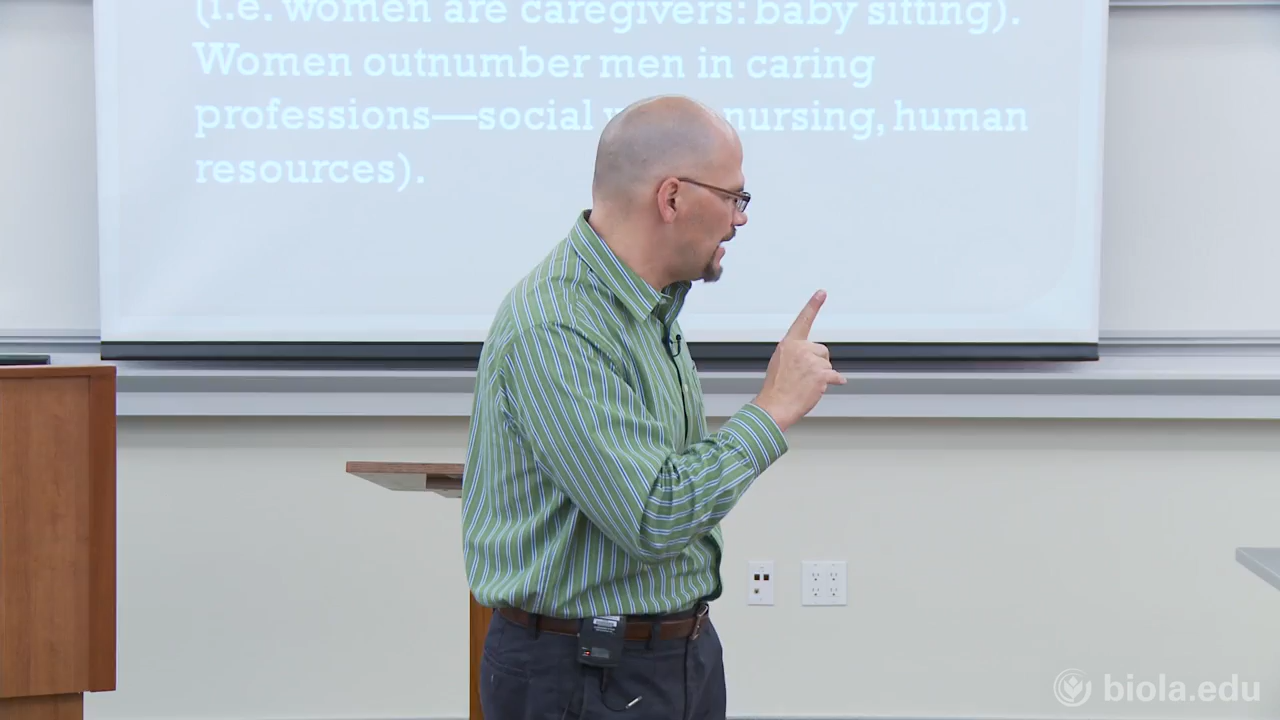 (i.e. women are caregivers: baby sitting).
Women outnumber men in caring
professions—social nursing, human
resources).
biola.edu